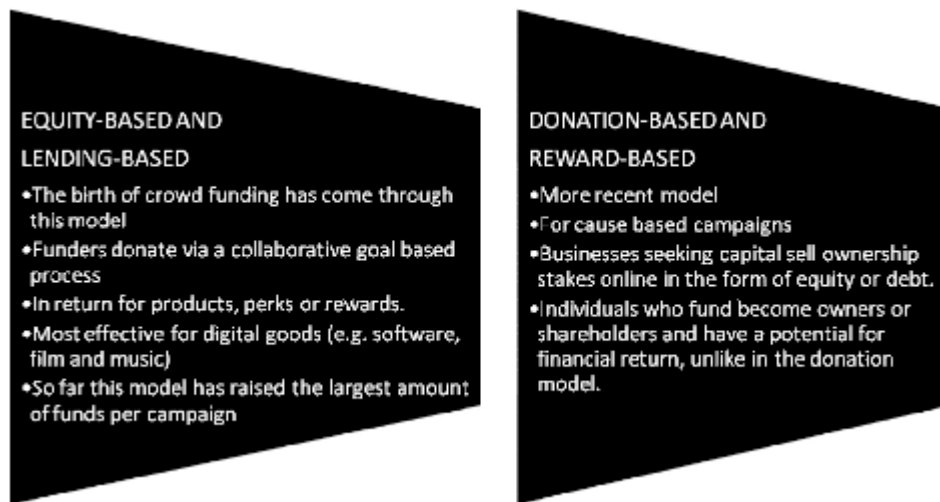 EQUITY-BASED AND
LENDING-BASED
•The birth of crowd funding has come through
this model
•Funders donate via a collaborative goal based
process
•In return for products, perks or rewards.
•Most effective for digital goods (e.g. software,
film and music)
•So far this model has raised the largest amount
of funds per campaign
DONATION-BASED AND
REWARD-BASED
•More recent model
•For cause based campaigns
•Businesses seeking capital sell ownership
stakes online in the form of equity or debt.
•Individuals who fund become owners or
shareholders and have a potential for
financial return, unlike in the donation
model.